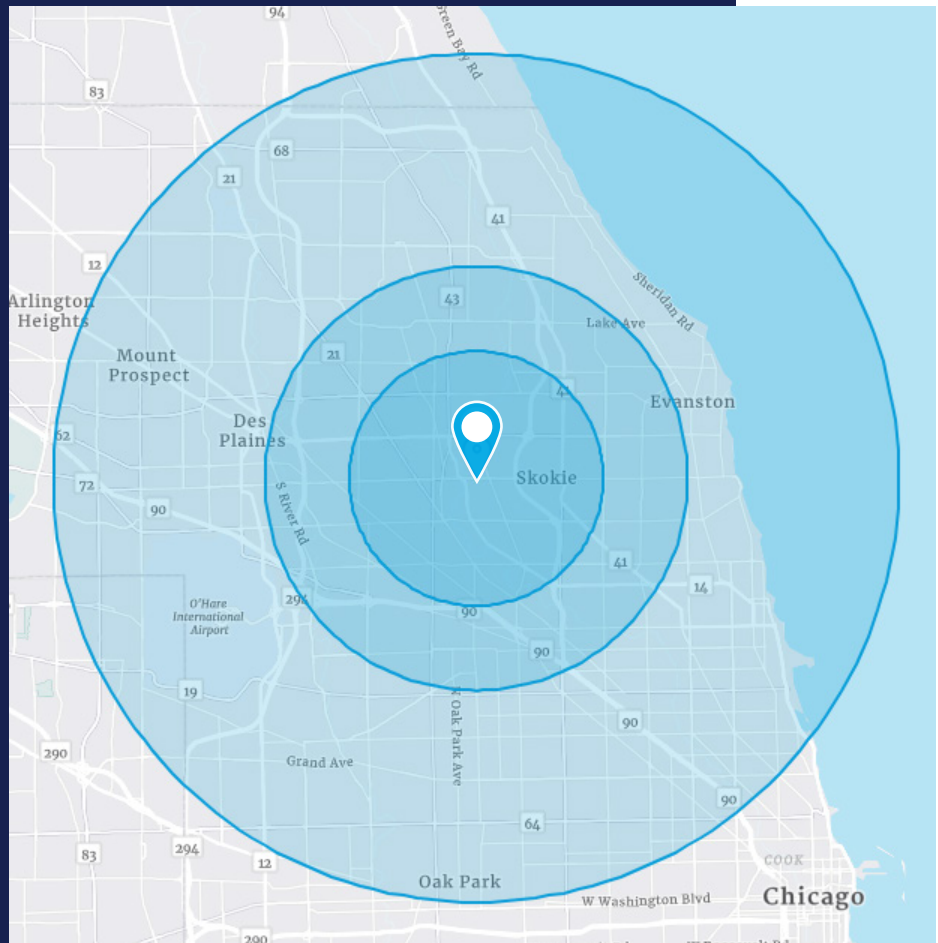 94
Green Bay Rd
83
68
21
41
12
Sheridan Rd
Arlington
Heights
43
Lake Ave
21
Mount
Prospect
41
Evanston
Des
Plaines
62
Skokie
72
90
S River Rd
41
14
O'Hare
International
Airport
294
90
90
19
N Oak Park Ave
90
290
Grand Ave
90
64
83
294
12
COOK
Oak Park
W Washington Blvd
Chicago
290